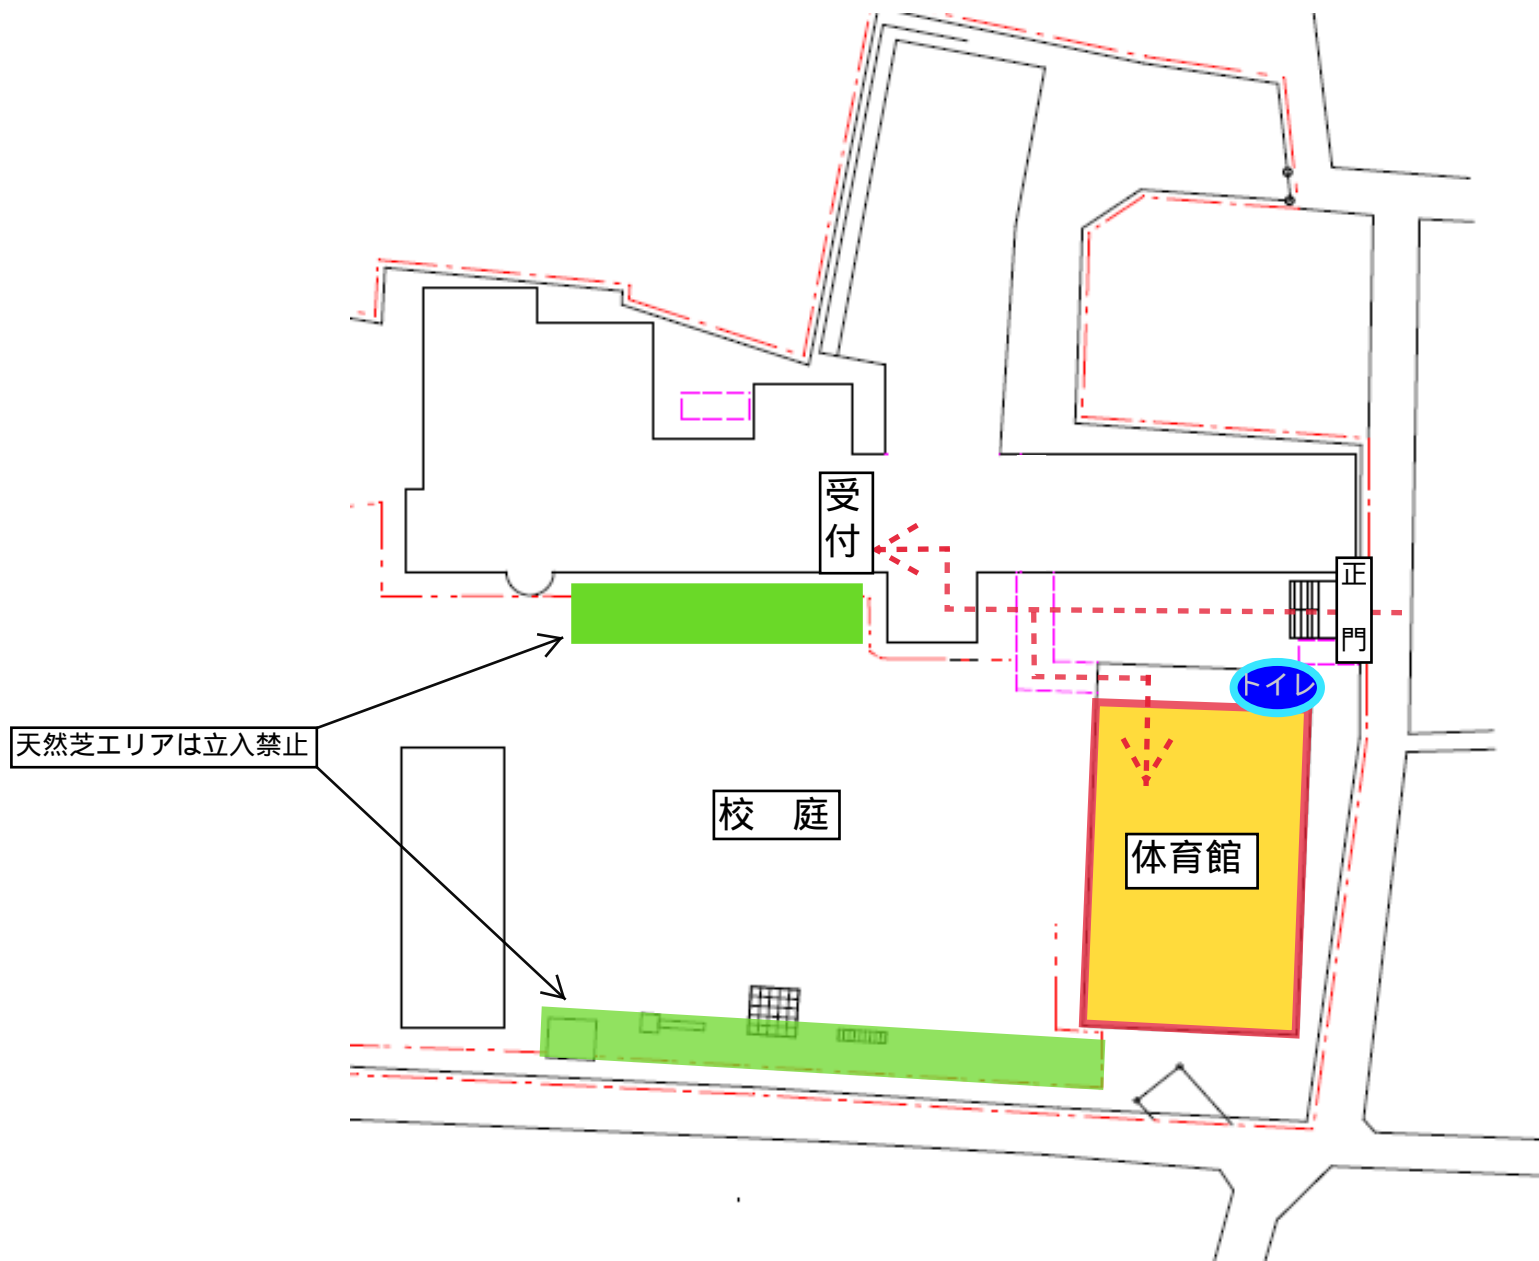 受付
正門
トイレ
天然芝エリアは立入禁止
校　庭
体育館